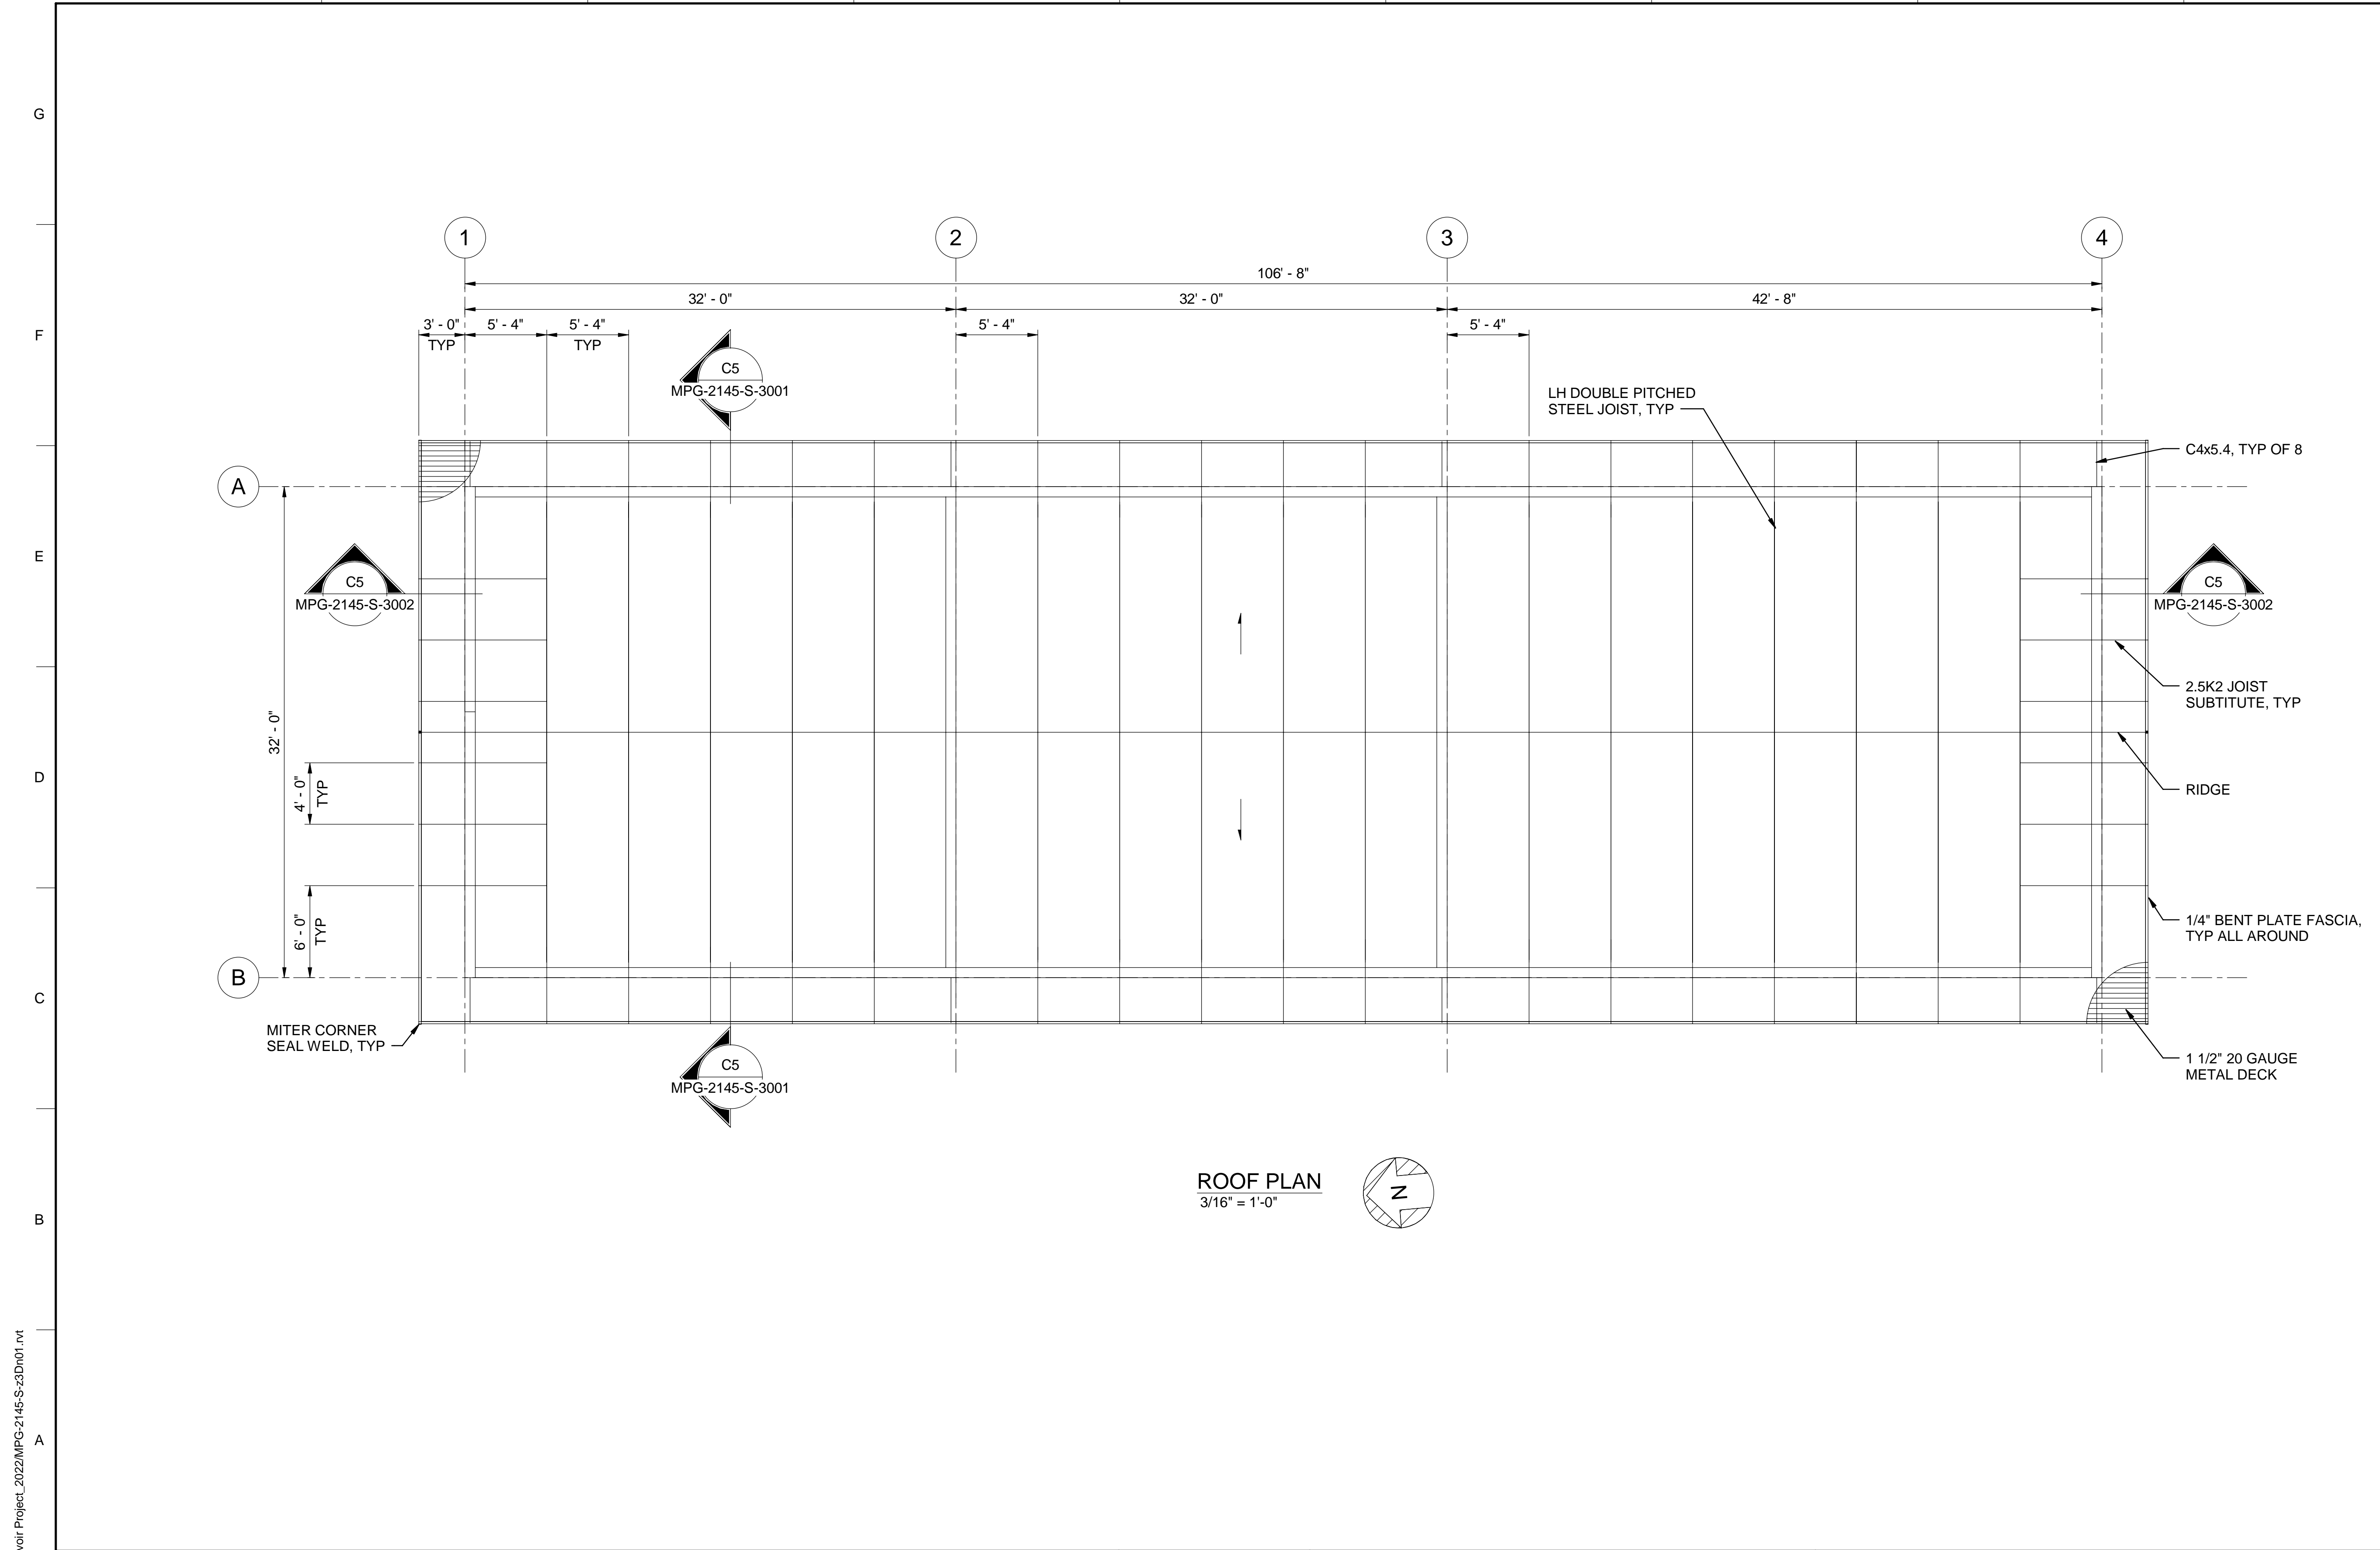 G
F
E
D
C
B
A
1
2
3
4
106' - 8"
32' - 0"
32' - 0"
42' - 8"
3' - 0"
TYP
5' - 4"
5' - 4"
TYP
5' - 4"
5' - 4"
C5
MPG-2145-S-3001
LH DOUBLE PITCHED
STEEL JOIST, TYP
C4x5.4, TYP OF 8
A
C5
MPG-2145-S-3002
C5
MPG-2145-S-3002
2.5K2 JOIST
SUBTITUTE, TYP
32' - 0"
RIDGE
4' - 0"
TYP
6' - 0"
TYP
1/4" BENT PLATE FASCIA,
TYP ALL AROUND
B
MITER CORNER
SEAL WELD, TYP
C5
MPG-2145-S-3001
1 1/2" 20 GAUGE
METAL DECK
ROOF PLAN
3/16" = 1'-0"
N
voir Project_2022/MPG-2145-S-z3Dn01.rvt